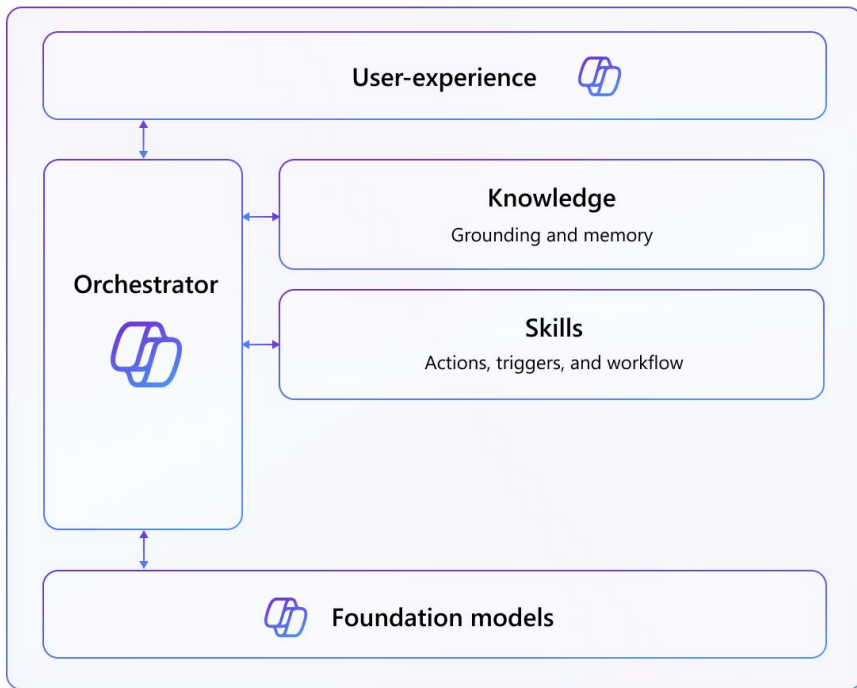 User-experience
Knowledge
Grounding and memory
Orchestrator
Skills
Actions, triggers, and workflow
Foundation models